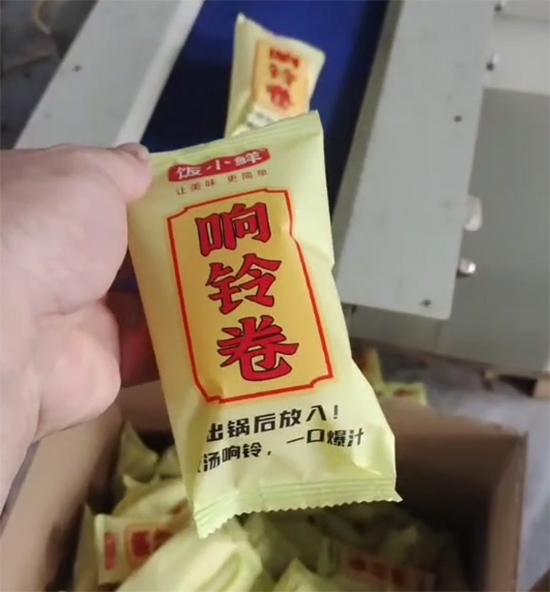 响铃卷
饭小鲜
让美味 更简单
响
铃
卷
出锅后放入!
汤响铃,一口爆汁
响